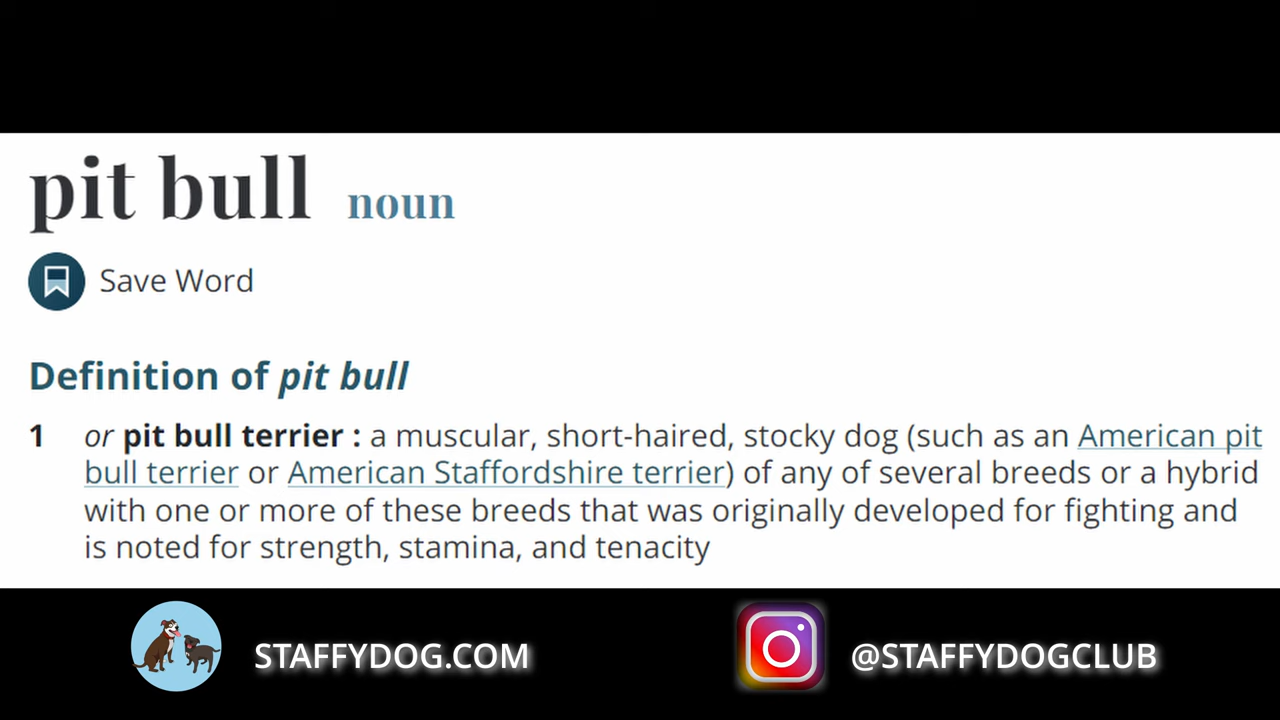 pit bull noun
Save Word
Definition of pit bull
1 or pit bull terrier : a muscular, short-haired, stocky dog (such as an American pit
bull terrier or American Staffordshire terrier) of any of several breeds or a hybrid
with one or more of these breeds that was originally developed for fighting and
is noted for strength, stamina, and tenacity
STAFFYDOG.COM @STAFFYDOGCLUB